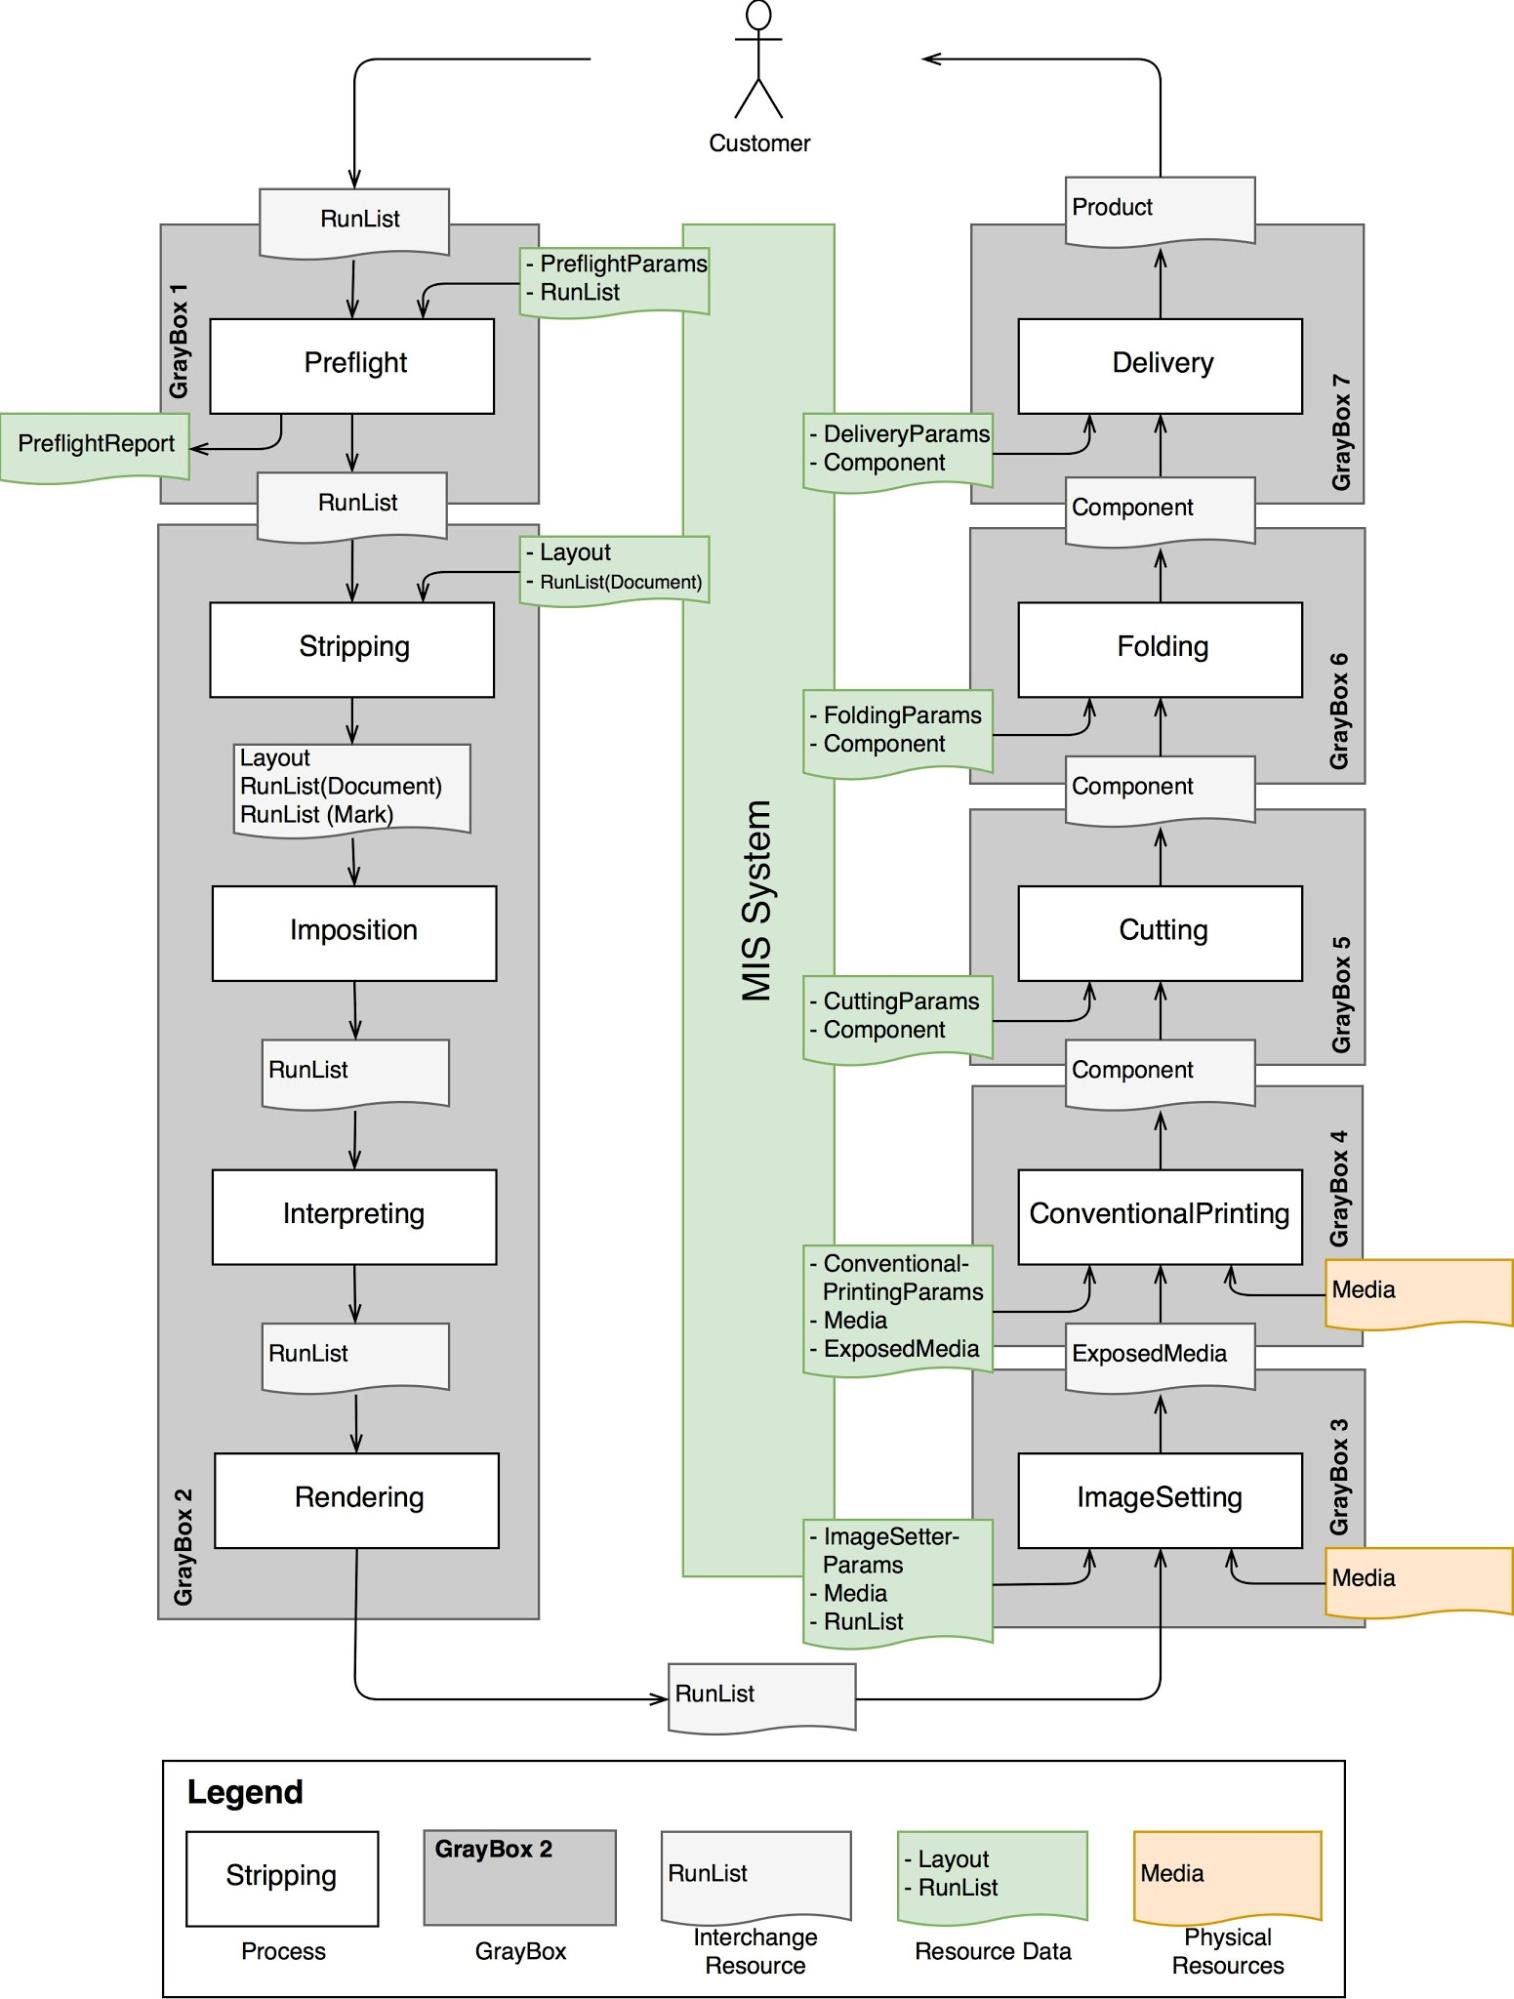 Customer
RunList
GrayBox 1
- PreflightParams
- RunList
Preflight
PreflightReport
RunList
- Layout
- RunList(Document)
Stripping
Layout
RunList(Document)
RunList (Mark)
Imposition
RunList
Interpreting
RunList
Rendering
GrayBox 2
RunList
MIS System
Product
Delivery
GrayBox 7
- DeliveryParams
- Component
Component
Folding
GrayBox 6
- FoldingParams
- Component
Component
Cutting
GrayBox 5
- CuttingParams
- Component
Component
GrayBox 4
ConventionalPrinting
- Conventional-
PrintingParams
- Media
- ExposedMedia
Media
ExposedMedia
GrayBox 3
ImageSetting
- ImageSetter-
Params
- Media
- RunList
Media
Legend
Stripping
Process
GrayBox 2
GrayBox
RunList
Interchange
Resource
- Layout
- RunList
Resource Data
Media
Physical
Resources